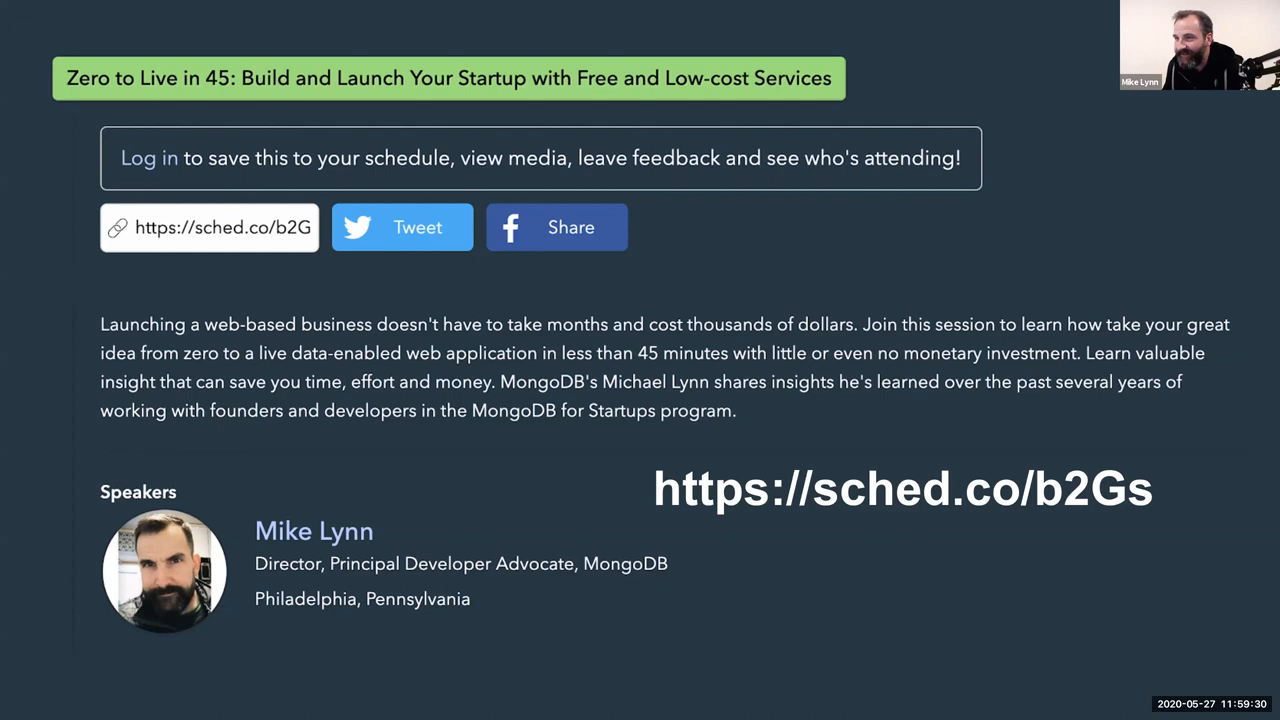 Zero to Live in 45: Build and Launch Your Startup with Free and Low-cost Services
Mike Lynn
Log in to save this to your schedule, view media, leave feedback and see who's attending!
https://sched.co/b2G
Tweet
Share
Launching a web-based business doesn't have to take months and cost thousands of dollars. Join this session to learn how take your great
idea from zero to a live data-enabled web application in less than 45 minutes with little or even no monetary investment. Learn valuable
insight that can save you time, effort and money. MongoDB's Michael Lynn shares insights he's learned over the past several years of
working with founders and developers in the MongoDB for Startups program.
https://sched.co/b2Gs
Speakers
Mike Lynn
Director, Principal Developer Advocate, MongoDB
Philadelphia, Pennsylvania
2020-05-27 11:59:30